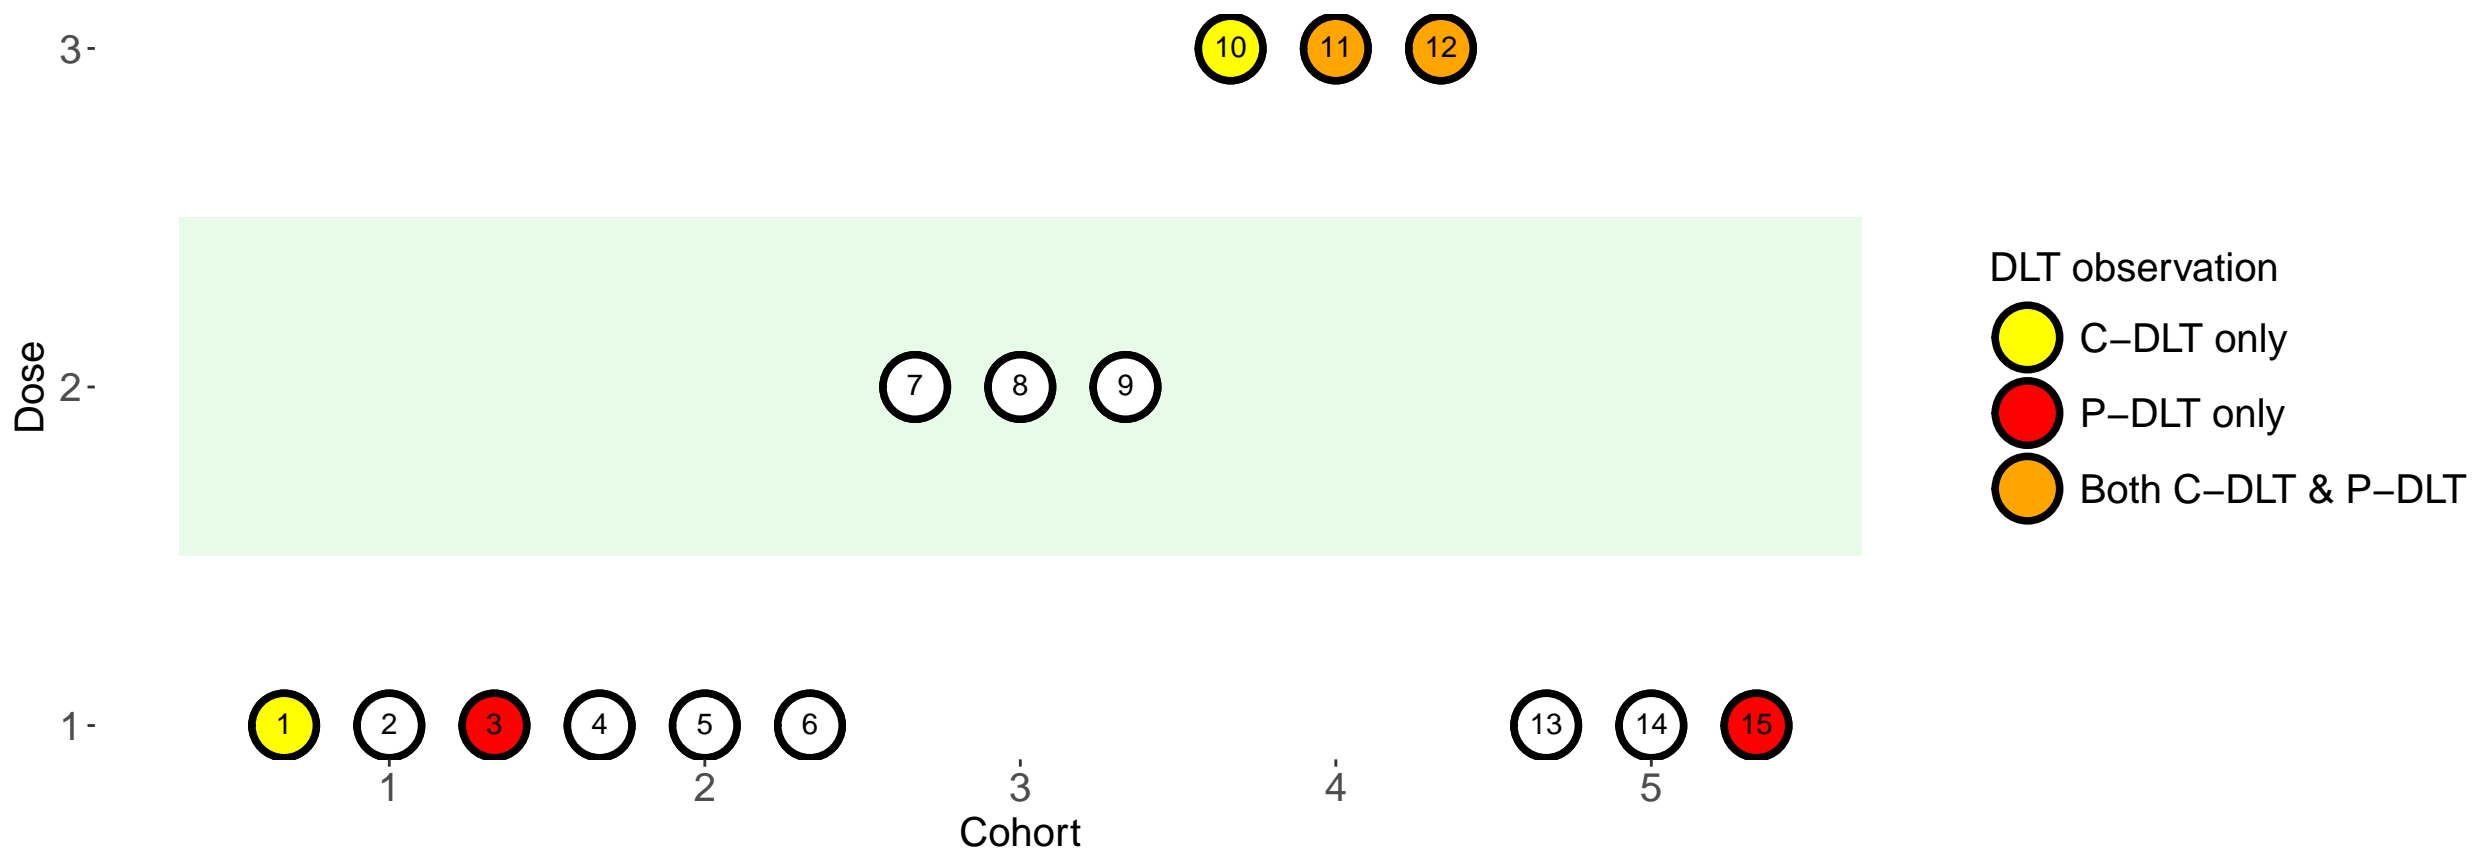 3
10 11 12
Dose
2
7 8 9
1
1 2 3 4 5 6 13 14 15
1 2 3 4 5
Cohort
DLT observation
C−DLT only
P−DLT only
Both C−DLT & P−DLT